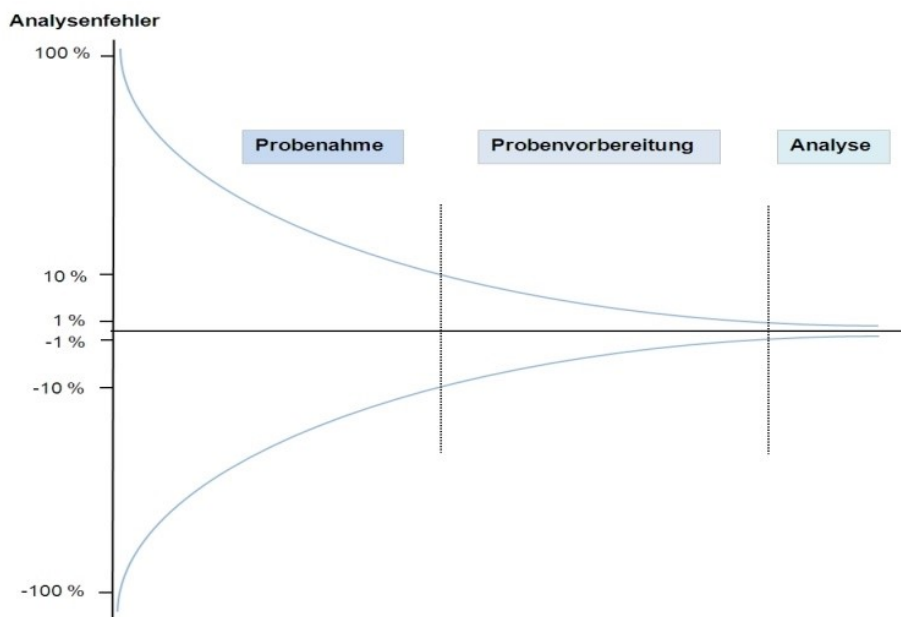 Analysenfehler
100 %
Probenahme
Probenvorbereitung
Analyse
10 %
1 %
-1 %
-10 %
-100 %